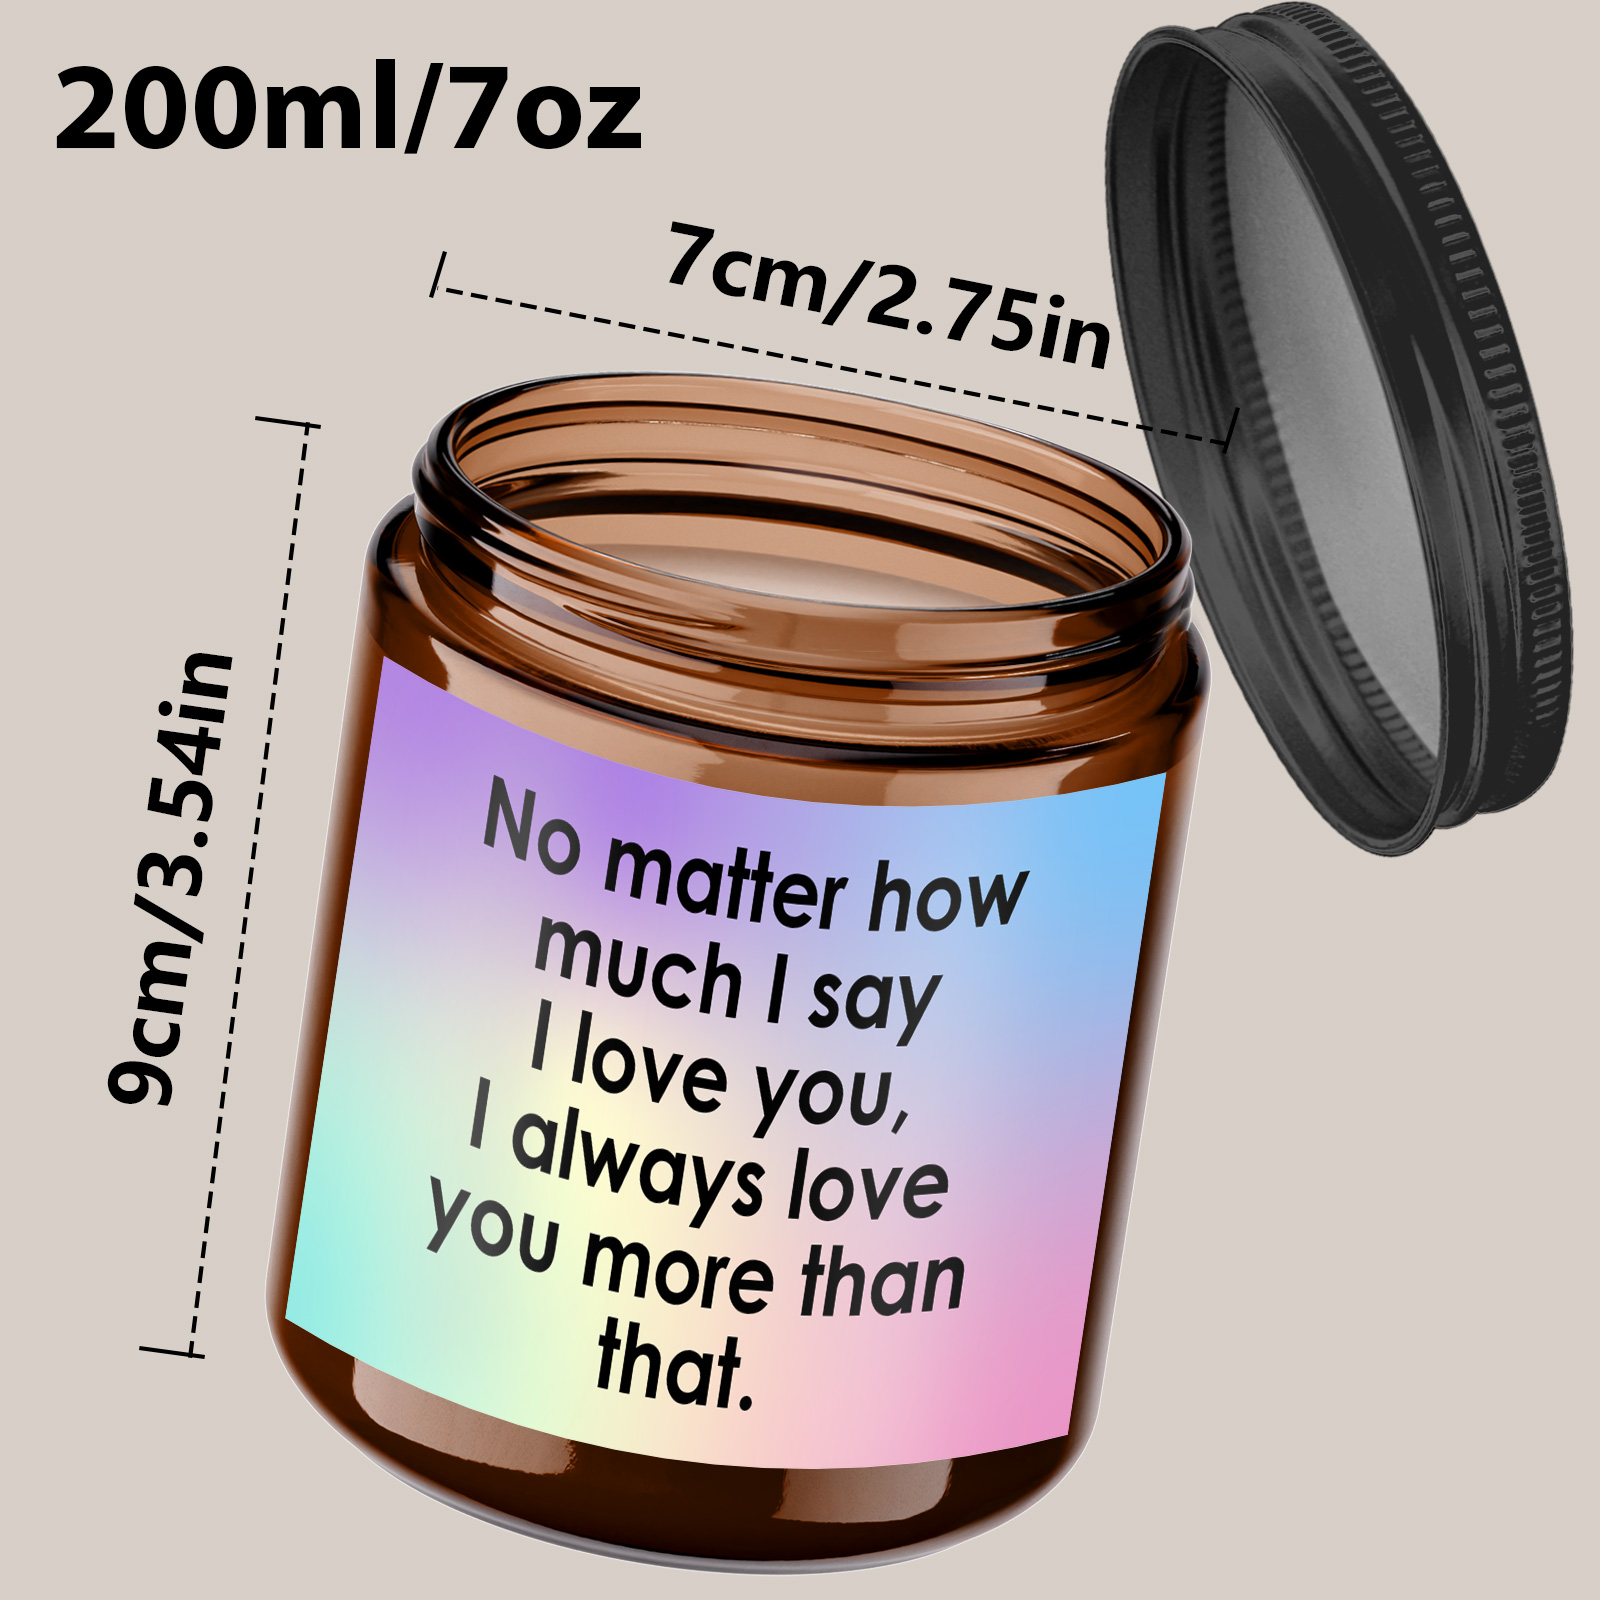 200ml/7oz
7cm/2.75in
9cm/3.54in
No matter how
much I say
I love you,
I always love
you more than
that.